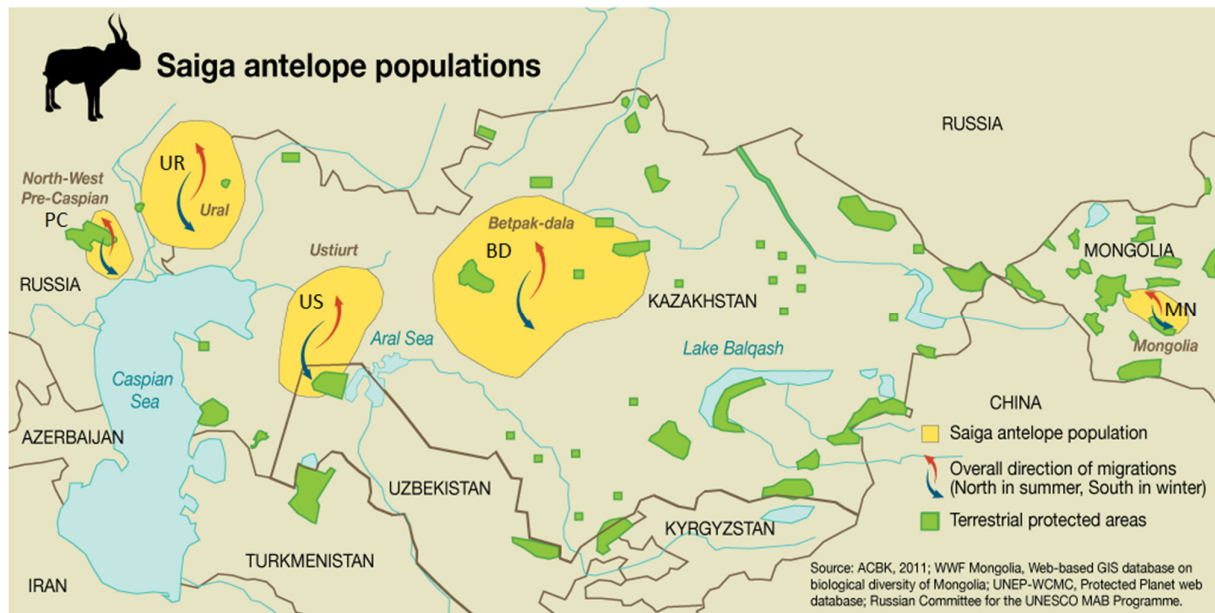 Saiga antelope populations
RUSSIA
UR
North-West
Pre-Caspian
PC
Ural
Betpak-dala
BD
Ustiurt
US
RUSSIA
MONGOLIA
MN
Mongolia
KAZAKHSTAN
Aral Sea
Lake Balqash
Caspian
Sea
CHINA
AZERBAIJAN
UZBEKISTAN
KYRGYZSTAN
TURKMENISTAN
IRAN
Saiga antelope population
Overall direction of migrations
(North in summer, South in winter)
Terrestrial protected areas
Source: ACBK, 2011; WWF Mongolia, Web-based GIS database on
biological diversity of Mongolia; UNEP-WCMC, Protected Planet web
database; Russian Committee for the UNESCO MAB Programme.